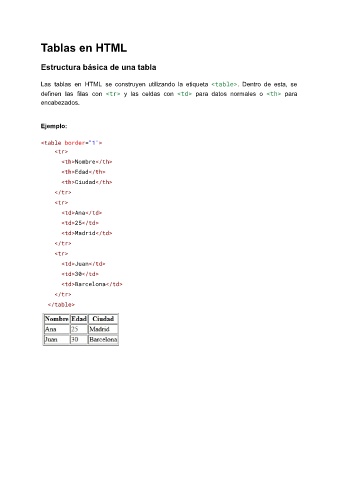 Tablas en HTML
Estructura básica de una tabla
Las tablas en HTML se construyen utilizando la etiqueta <table>. Dentro de esta, se
definen las filas con <tr> y las celdas con <td> para datos normales o <th> para
encabezados.
Ejemplo:
<table border="1">
<tr>
<th>Nombre</th>
<th>Edad</th>
<th>Ciudad</th>
</tr>
<tr>
<td>Ana</td>
<td>25</td>
<td>Madrid</td>
</tr>
<tr>
<td>Juan</td>
<td>30</td>
<td>Barcelona</td>
</tr>
</table>
Nombre Edad Ciudad
Ana 25 Madrid
Juan 30 Barcelona